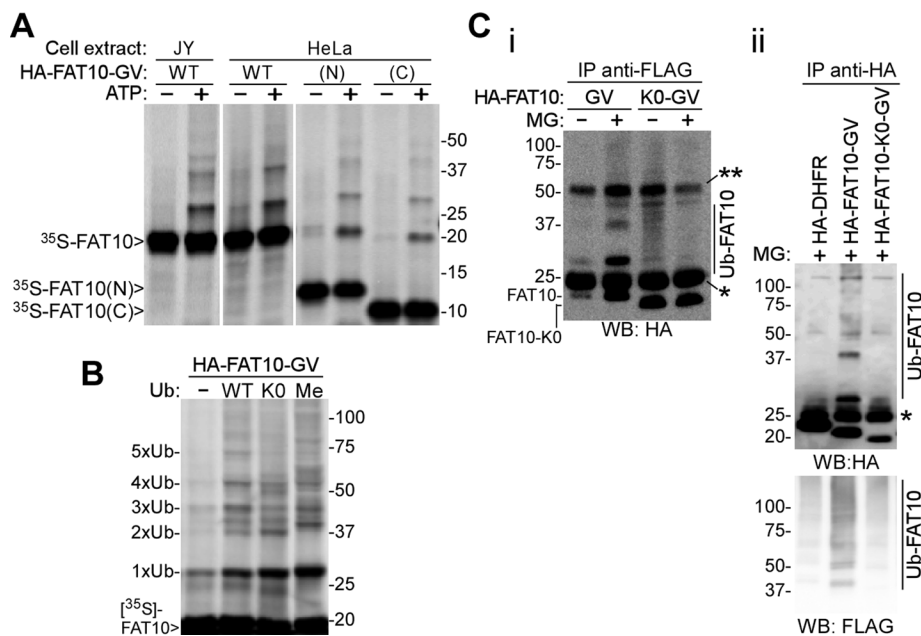 A
Cell extract: JY HeLa
HA-FAT10-GV: WT WT (N) (C)
ATP: – + – + – + – +
-50
-37
-25
35S-FAT10> -20
-15
35S-FAT10(N)>
35S-FAT10(C)> -10
B
HA-FAT10-GV
Ub: – WT K0 Me
-100
5xUb- -75
4xUb-
-50
3xUb-
2xUb- -37
1xUb-
-25
[35S]-
FAT10> -20
C
i
IP anti-FLAG
HA-FAT10: GV K0-GV
MG: – + – +
100-
75-
50- **
37-
Ub-FAT10
25-
FAT10 *
FAT10-K0
WB: HA
ii
IP anti-HA
HA-DHFR
HA-FAT10-GV
HA-FAT10-K0-GV
MG: + + +
100-
75-
50-
37-
Ub-FAT10
25- *
20-
WB:HA
100-
75-
50-
37-
Ub-FAT10
WB: FLAG